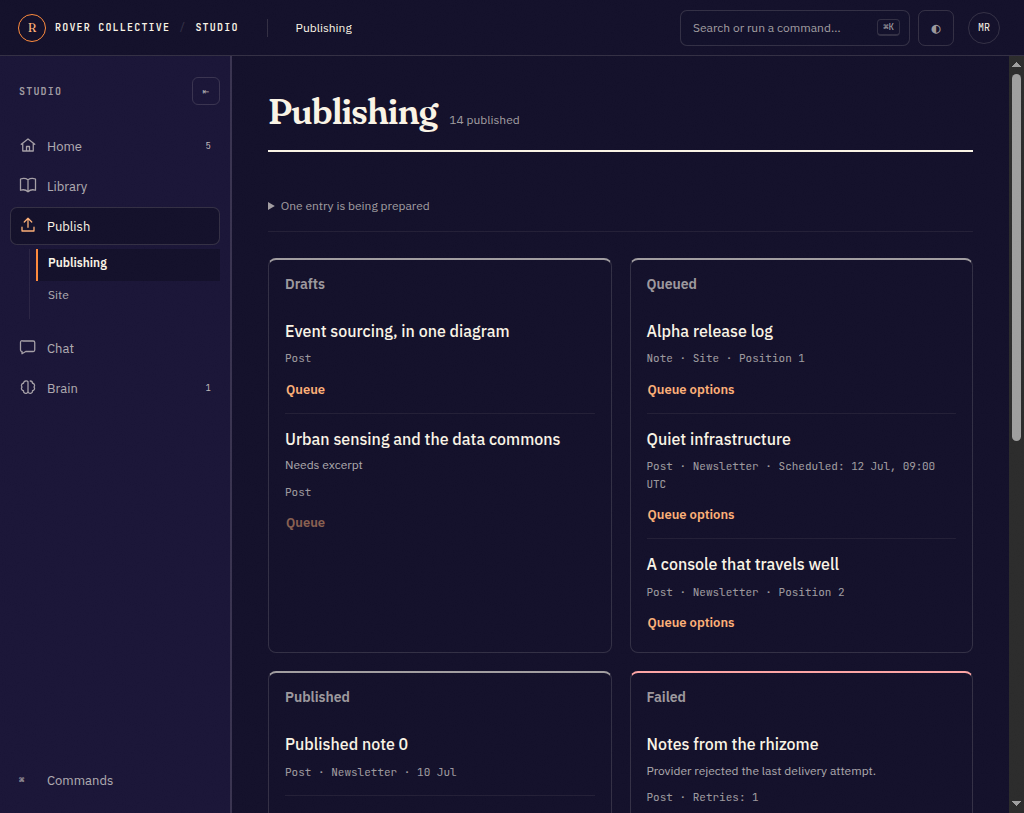 R ROVER COLLECTIVE / STUDIO Publishing Search or run a command... ⌘K MR
STUDIO
Home 5
Library
Publish
Publishing
Site
Chat
Brain 1
⌘ Commands
Publishing 14 published
One entry is being prepared
Drafts
Event sourcing, in one diagram
Post
Queue
Urban sensing and the data commons
Needs excerpt
Post
Queue
Queued
Alpha release log
Note · Site · Position 1
Queue options
Quiet infrastructure
Post · Newsletter · Scheduled: 12 Jul, 09:00
UTC
Queue options
A console that travels well
Post · Newsletter · Position 2
Queue options
Published
Published note 0
Post · Newsletter · 10 Jul
Failed
Notes from the rhizome
Provider rejected the last delivery attempt.
Post · Retries: 1